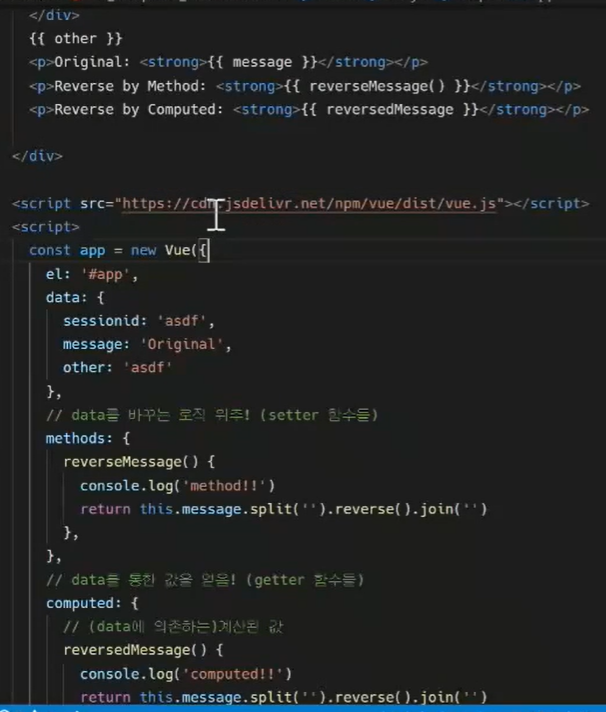 </div>
{{ other }}
<p>Original: <strong>{{ message }}</strong></p>
<p>Reverse by Method: <strong>{{ reverseMessage() }}</strong></p>
<p>Reverse by Computed: <strong>{{ reversedMessage }}</strong></p>
</div>
<script src="https://cdn.jsdelivr.net/npm/vue/dist/vue.js"></script>
<script>
const app = new Vue({
el: '#app',
data: {
sessionid: 'asdf',
message: 'Original',
other: 'asdf'
},
// data를 바꾸는 로직 위주! (setter 함수들)
methods: {
reverseMessage() {
console.log('method!!')
return this.message.split('').reverse().join('')
},
},
// data를 통한 값을 얻음! (getter 함수들)
computed: {
// (data에 의존하는)계산된 값
reversedMessage() {
console.log('computed!!')
return this.message.split('').reverse().join('')